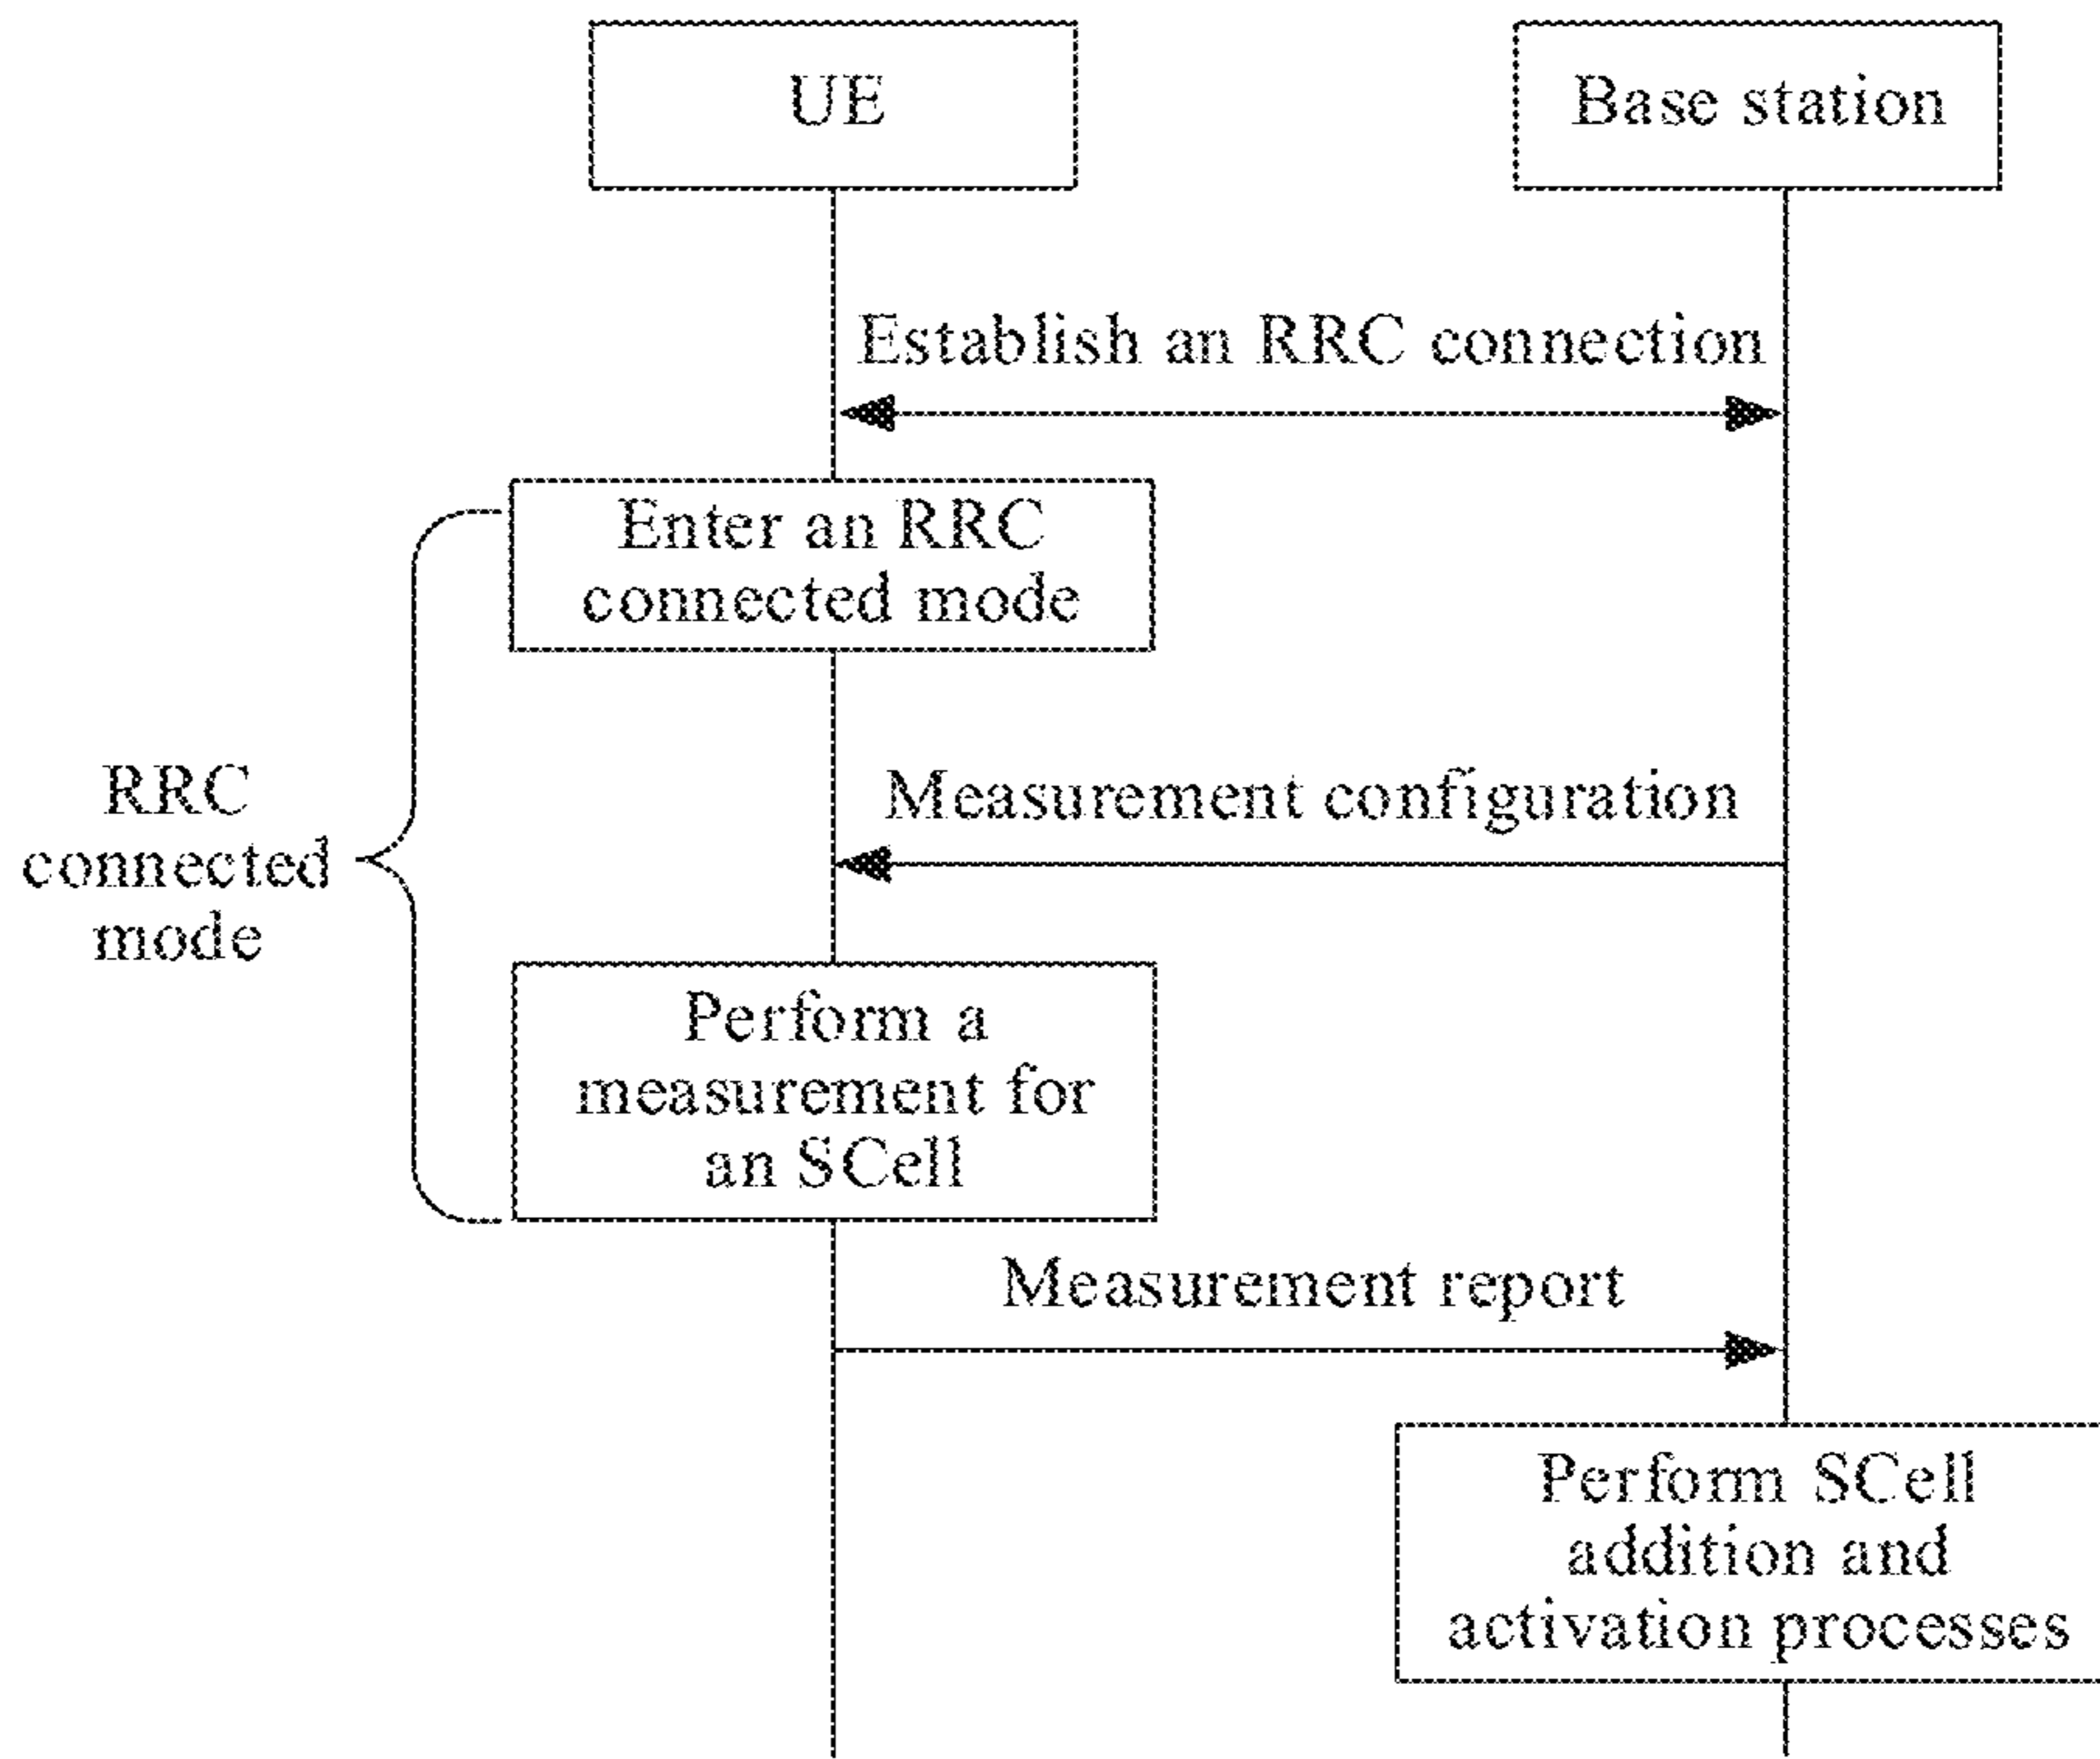 UE
Base station
Establish an RRC connection
Enter an RRC
connected mode
Measurement configuration
RRC
connected
mode
Perform a
measurement for
an SCell
Measurement report
Perform SCell
addition and
activation processes